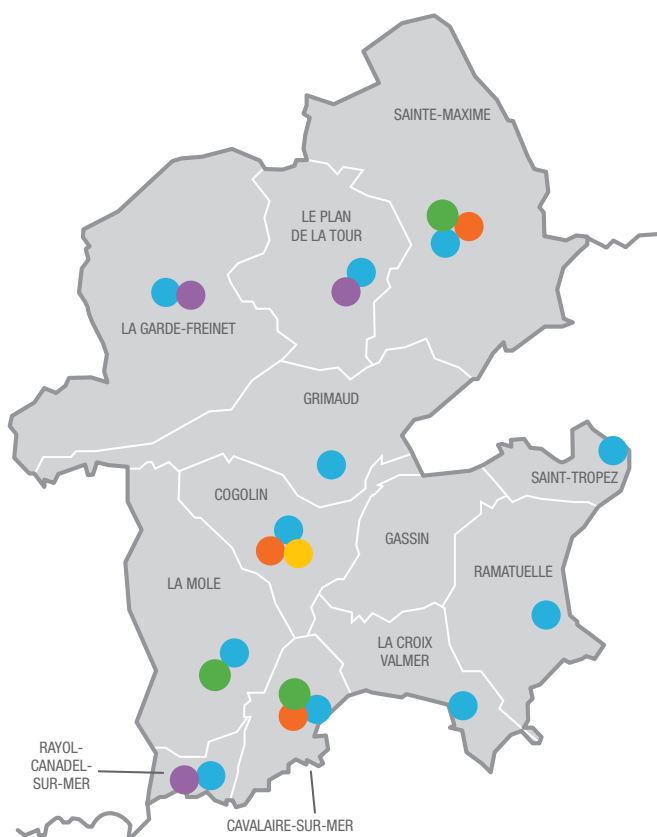 SAINTE-MAXIME
LE PLAN
DE LA TOUR
LA GARDE-FREINET
GRIMAUD
SAINT-TROPEZ
COGOLIN
GASSIN
RAMATUELLE
LA MOLE
LA CROIX
VALMER
RAYOL-
CANADEL-
SUR-MER
CAVALAIRE-SUR-MER